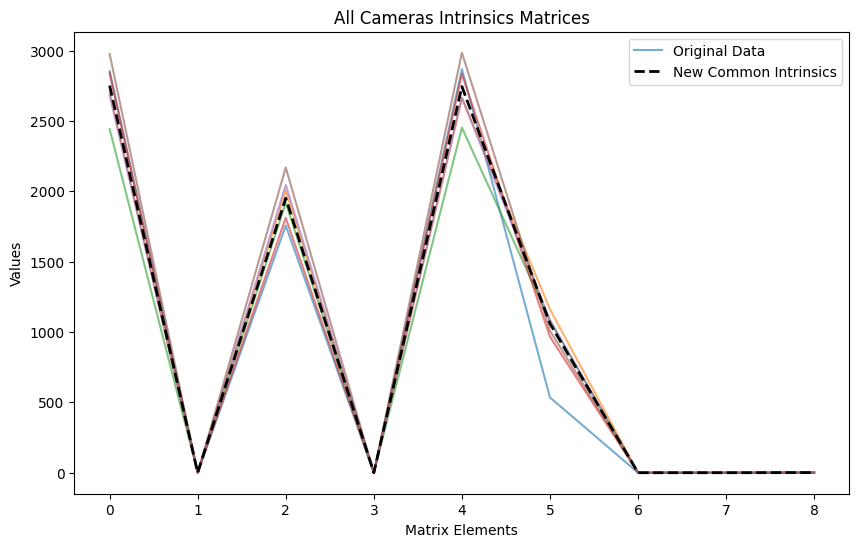 All Cameras Intrinsics Matrices
Original Data
New Common Intrinsics
Values
3000
2500
2000
1500
1000
500
0
0 1 2 3 4 5 6 7 8
Matrix Elements